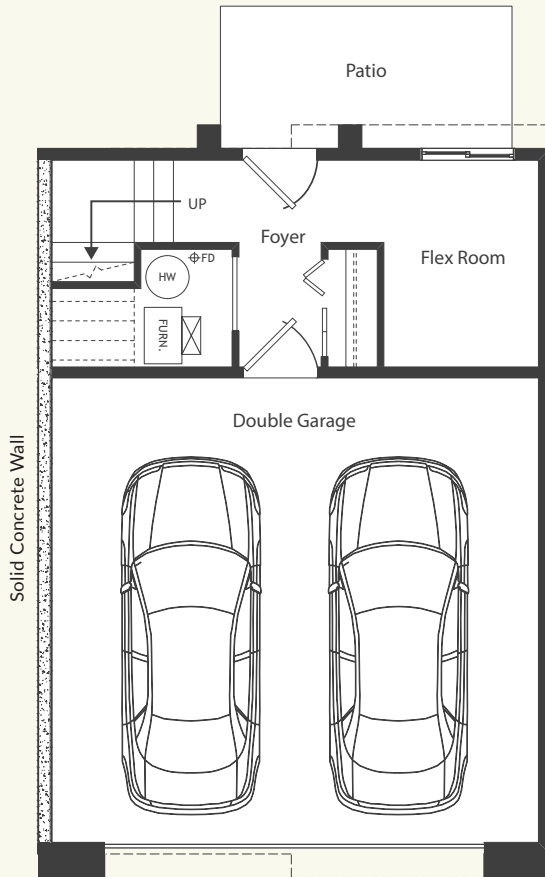 Patio
UP
Foyer
FD
Flex Room
HW
FURN.
Double Garage
Solid Concrete Wall